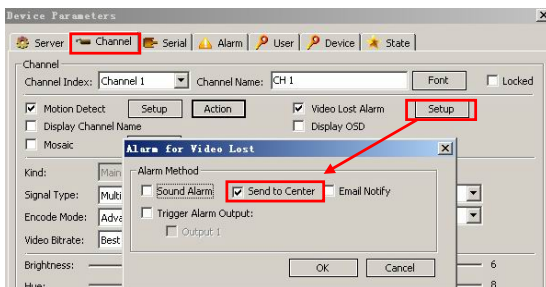 Device Parameters
Server Channel Serial Alarm User Device State
Channel
Channel Index: Channel 1 Channel Name: CH 1 Font Locked
Motion Detect Setup Action Video Lost Alarm Setup
Display Channel Name Display OSD
Mosaic
Alarm for Video Lost
Kind: Main
Alarm Method
Signal Type: Multi
Sound Alarm Send to Center Email Notify
Encode Mode: Adva
Trigger Alarm Output:
Video Bitrate: Best
Output 1
OK Cancel
Brightness: 6
Hue: 8